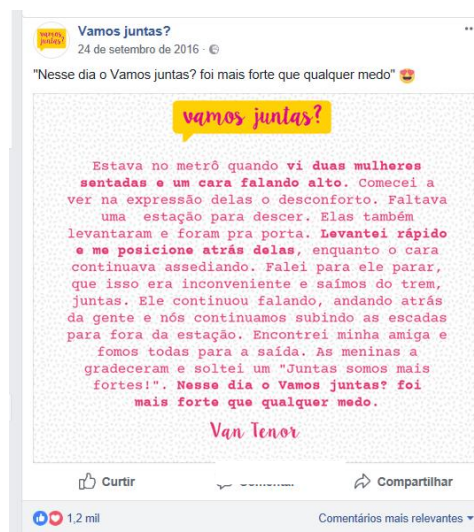 vamos juntas?
Vamos juntas?
24 de setembro de 2016 ·
"Nesse dia o Vamos juntas? foi mais forte que qualquer medo"
vamos juntas?
Estava no metrô quando vi duas mulheres
sentadas e um cara falando alto. Comecei a
ver na expressão delas o desconforto. Faltava
uma estação para descer. Elas também
levantaram e foram pra porta. Levantei rápido
e me posicione atrás delas, enquanto o cara
continuava assediando. Falei para ele parar,
que isso era inconveniente e saímos do trem,
juntas. Ele continuou falando, andando atrás
da gente e nós continuamos subindo as escadas
para fora da estação. Encontrei minha amiga e
fomos todas para a saída. As meninas a
gradeceram e soltei um "Juntas somos mais
fortes!". Nesse dia o Vamos juntas? foi
mais forte que qualquer medo.
Van Tenor
Curtir
Compartilhar
1,2 mil
Comentários mais relevantes